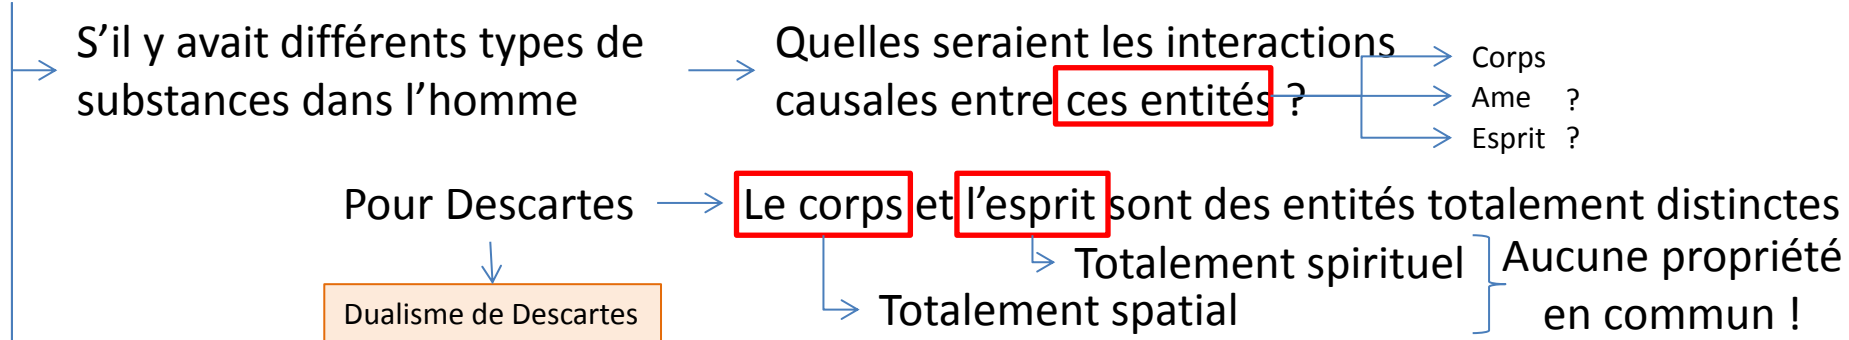 S’il y avait différents types de
substances dans l’homme
Quelles seraient les interactions
causales entre ces entités ?
Corps
Ame ?
Esprit ?
Pour Descartes
Le corps et l’esprit sont des entités totalement distinctes
Totalement spirituel
Totalement spatial
Aucune propriété
en commun !
Dualisme de Descartes